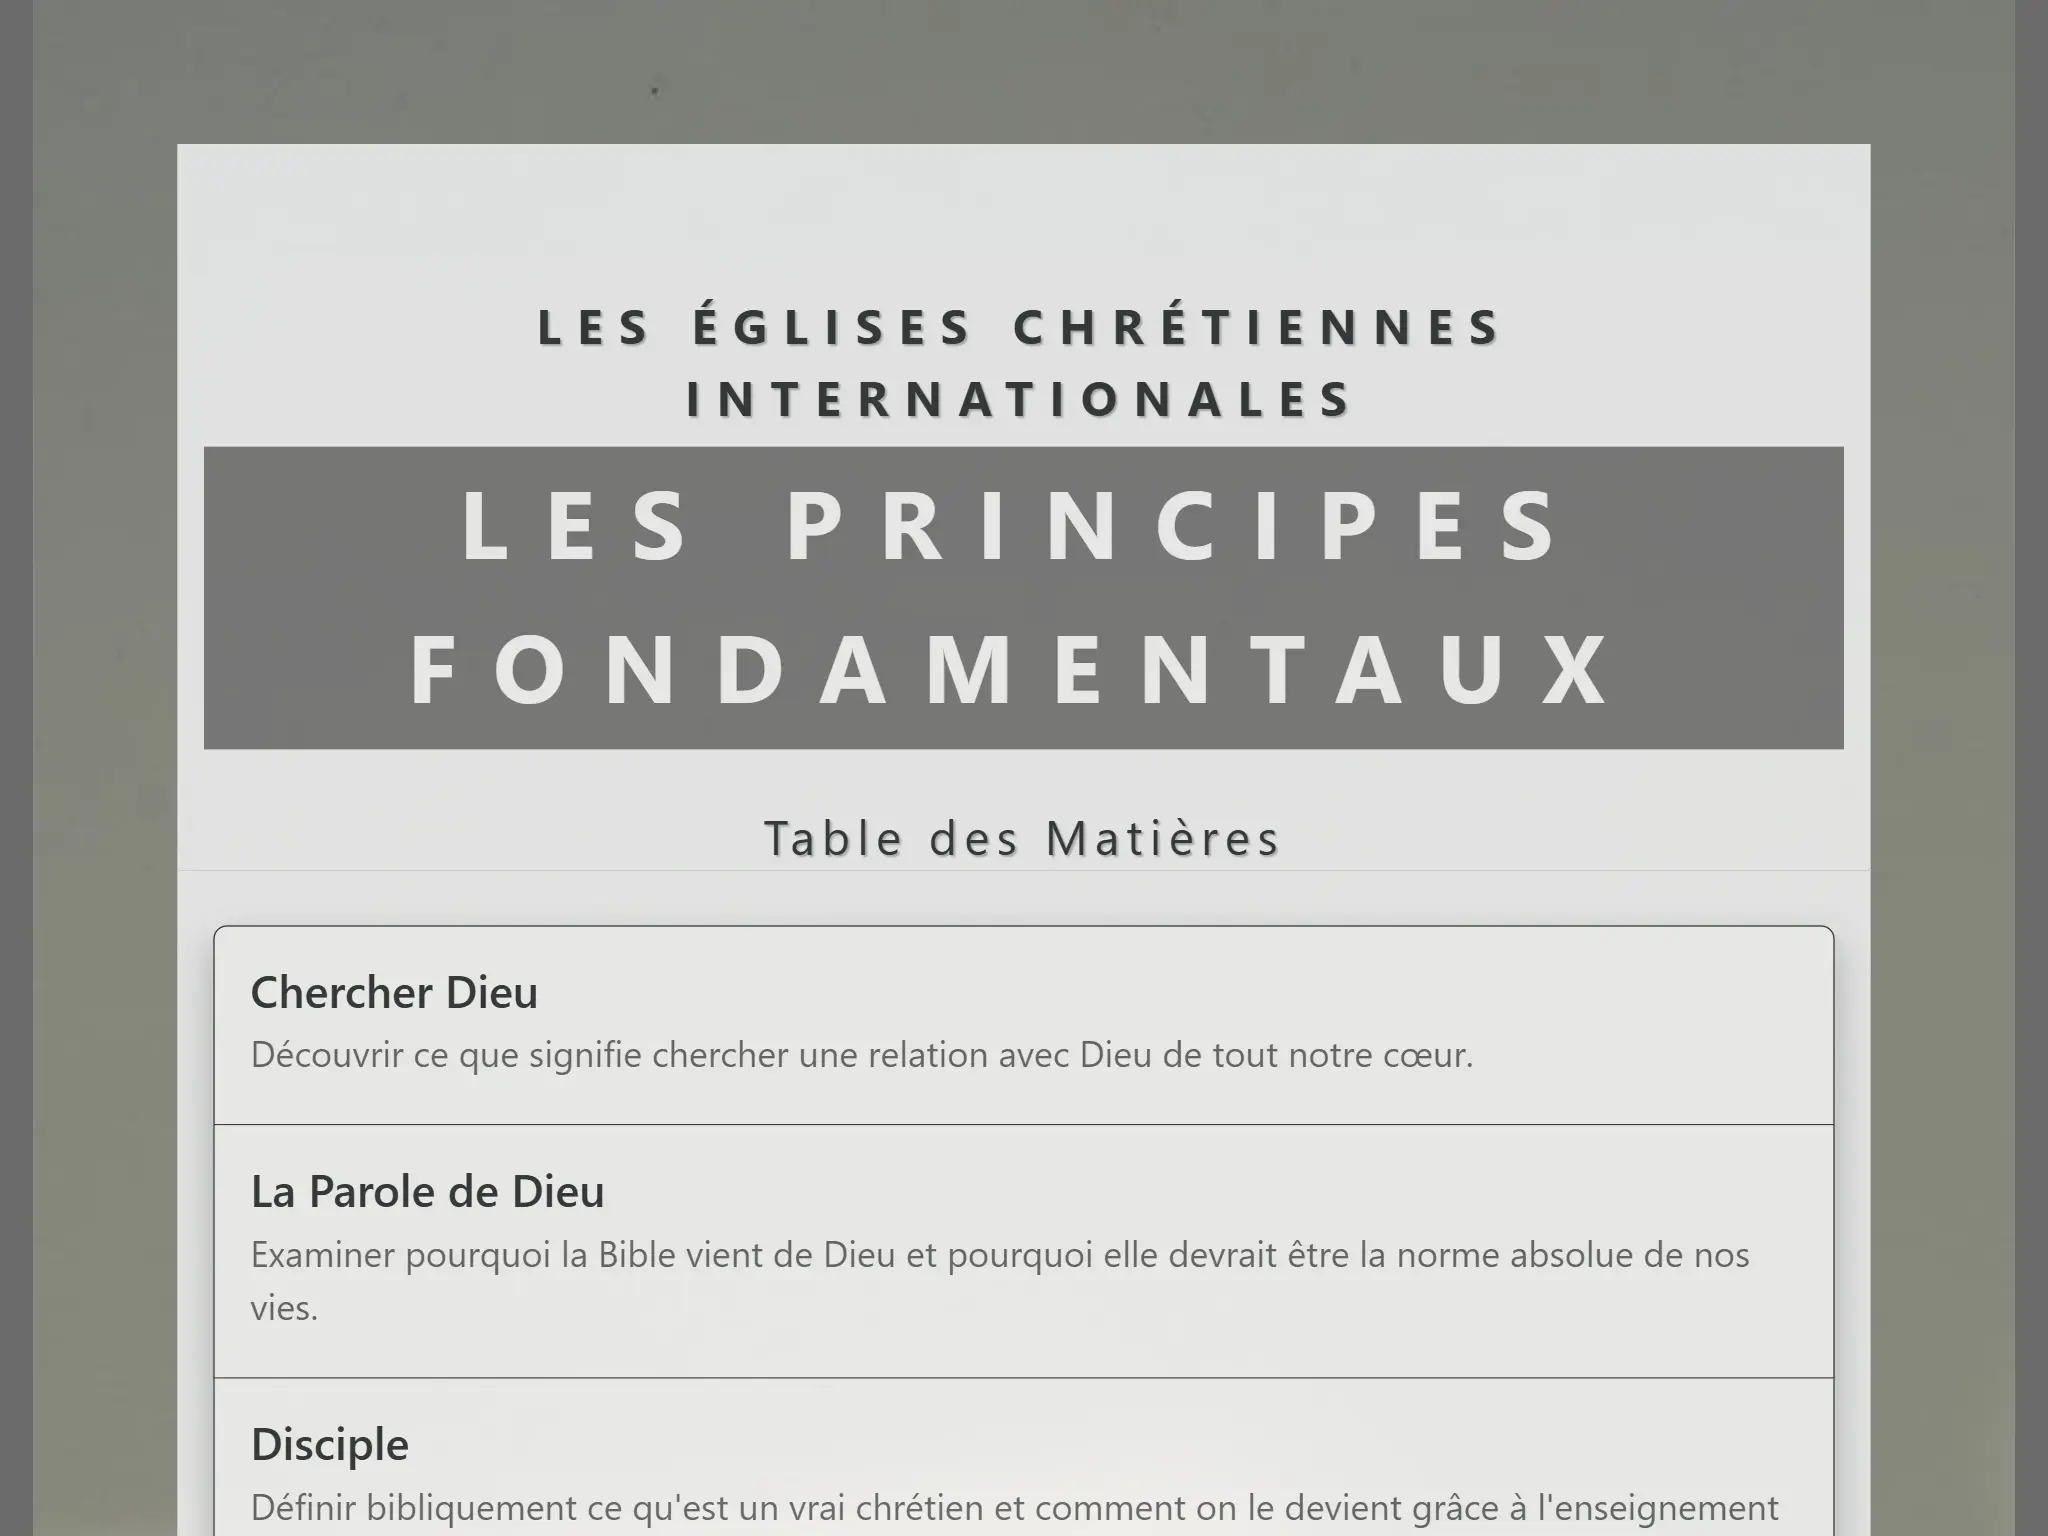 LES ÉGLISES CHRÉTIENNES
INTERNATIONALES
LES PRINCIPES
FONDAMENTAUX
Table des Matières
Chercher Dieu
Découvrir ce que signifie chercher une relation avec Dieu de tout notre cœur.
La Parole de Dieu
Examiner pourquoi la Bible vient de Dieu et pourquoi elle devrait être la norme absolue de nos
vies.
Disciple
Définir bibliquement ce qu'est un vrai chrétien et comment on le devient grâce à l'enseignement